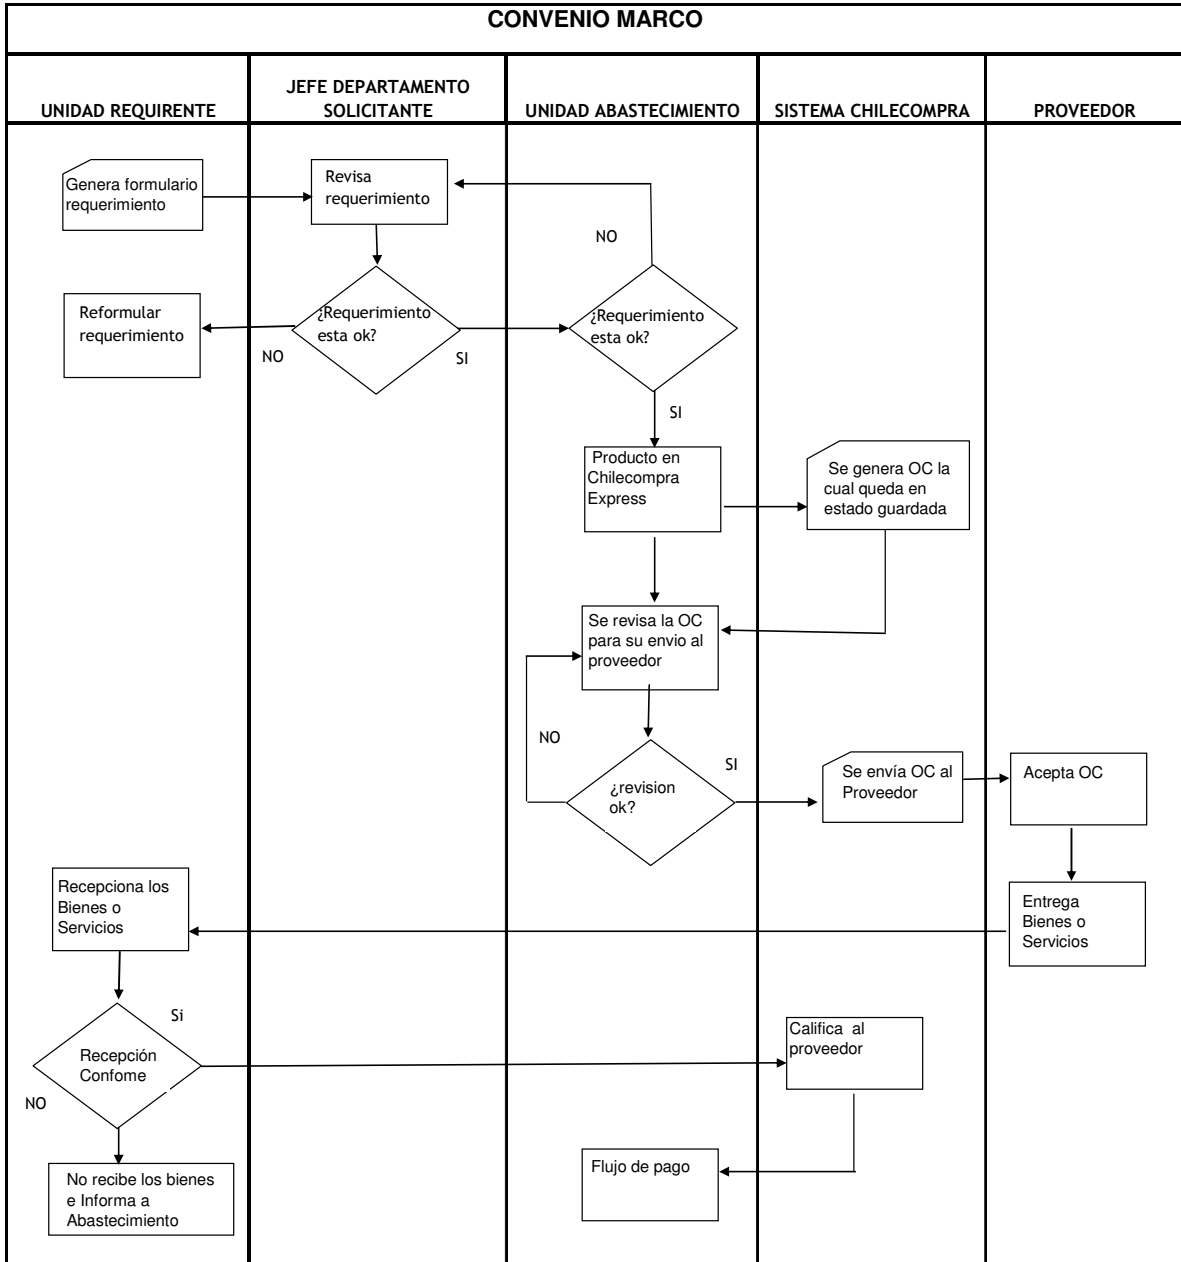 CONVENIO MARCO
UNIDAD REQUIRENTE
JEFE DEPARTAMENTO
SOLICITANTE
UNIDAD ABASTECIMIENTO
SISTEMA CHILECOMPRA
PROVEEDOR
Genera formulario
requerimiento
Revisa
requerimiento
NO
Reformular
requerimiento
NO
¿Requerimiento
esta ok?
SI
¿Requerimiento
esta ok?
SI
Producto en
Chilecompra
Express
Se genera OC la
cual queda en
estado guardada
Se revisa la OC
para su envio al
proveedor
NO
SI
¿revision
ok?
Se envía OC al
Proveedor
Acepta OC
Recepciona los
Bienes o
Servicios
Entrega
Bienes o
Servicios
Si
Recepción
Confome
NO
Califica al
proveedor
No recibe los bienes
e Informa a
Abastecimiento
Flujo de pago